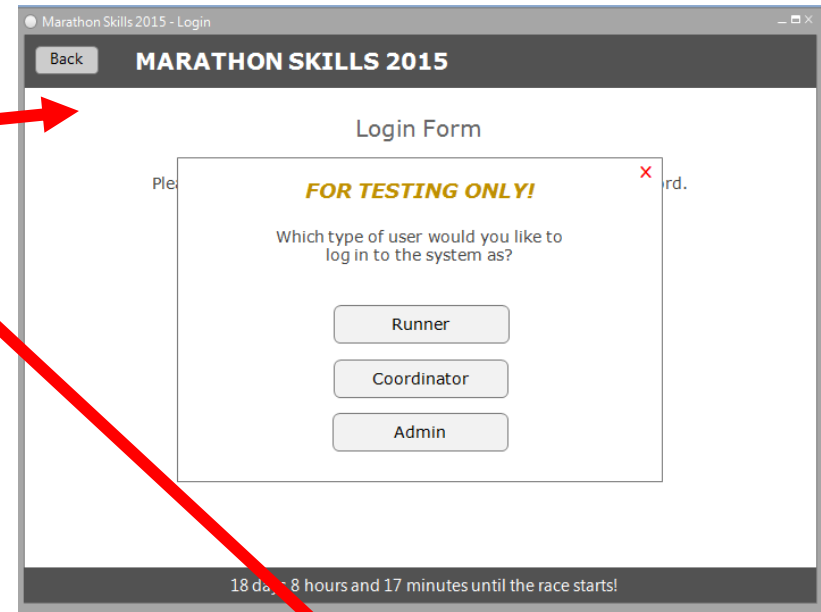 Marathon Skills 2015 - Login
Back MARATHON SKILLS 2015
Login Form
FOR TESTING ONLY! X
Which type of user would you like to
log in to the system as?
Runner
Coordinator
Admin
18 8 hours and 17 minutes until the race starts!